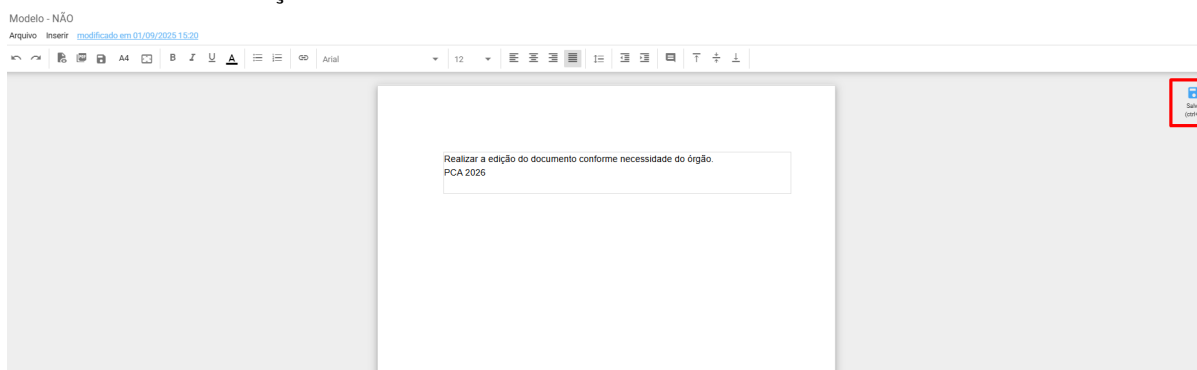 Modelo - NÃO
Arquivo Inserir modificado em 01/09/2025 15:20
A4 B I U A Arial 12
Realizar a edição do documento conforme necessidade do órgão.
PCA 2026